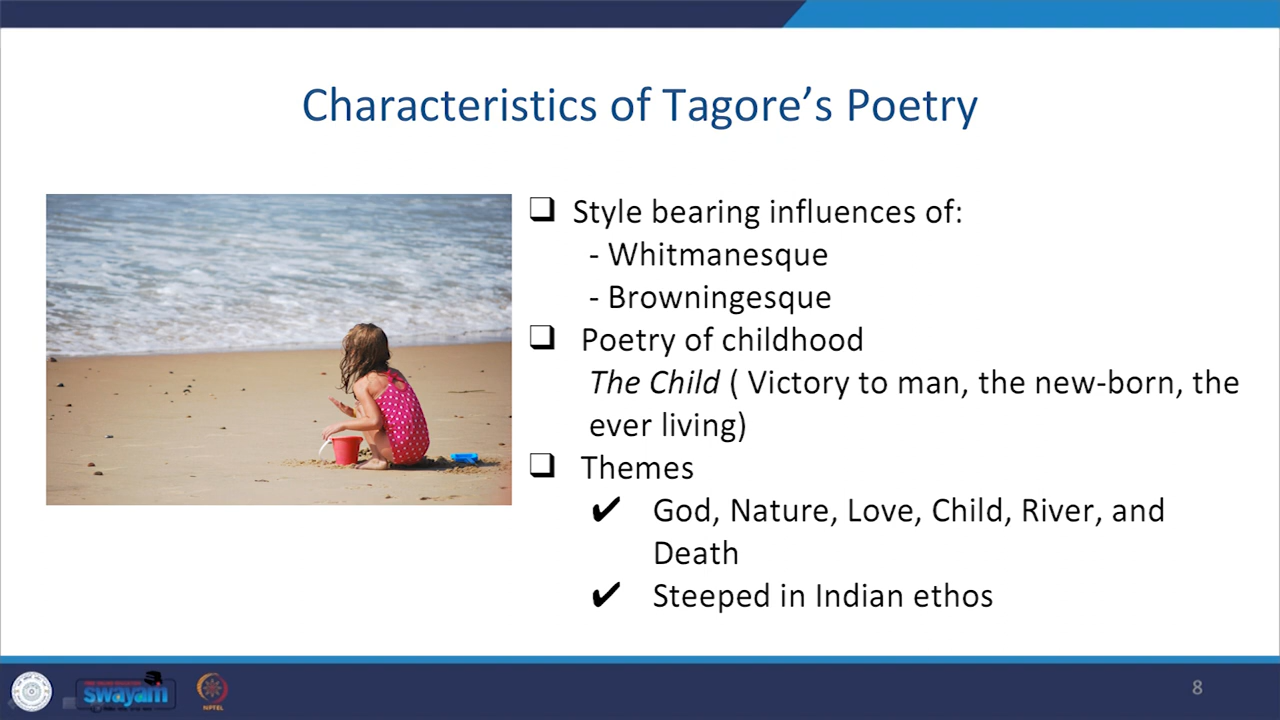 Characteristics of Tagore’s Poetry
❑ Style bearing influences of:
- Whitmanesque
- Browningesque
❑ Poetry of childhood
The Child ( Victory to man, the new-born, the
ever living)
❑ Themes
✔ God, Nature, Love, Child, River, and
Death
✔ Steeped in Indian ethos
swayam
NPTEL
8